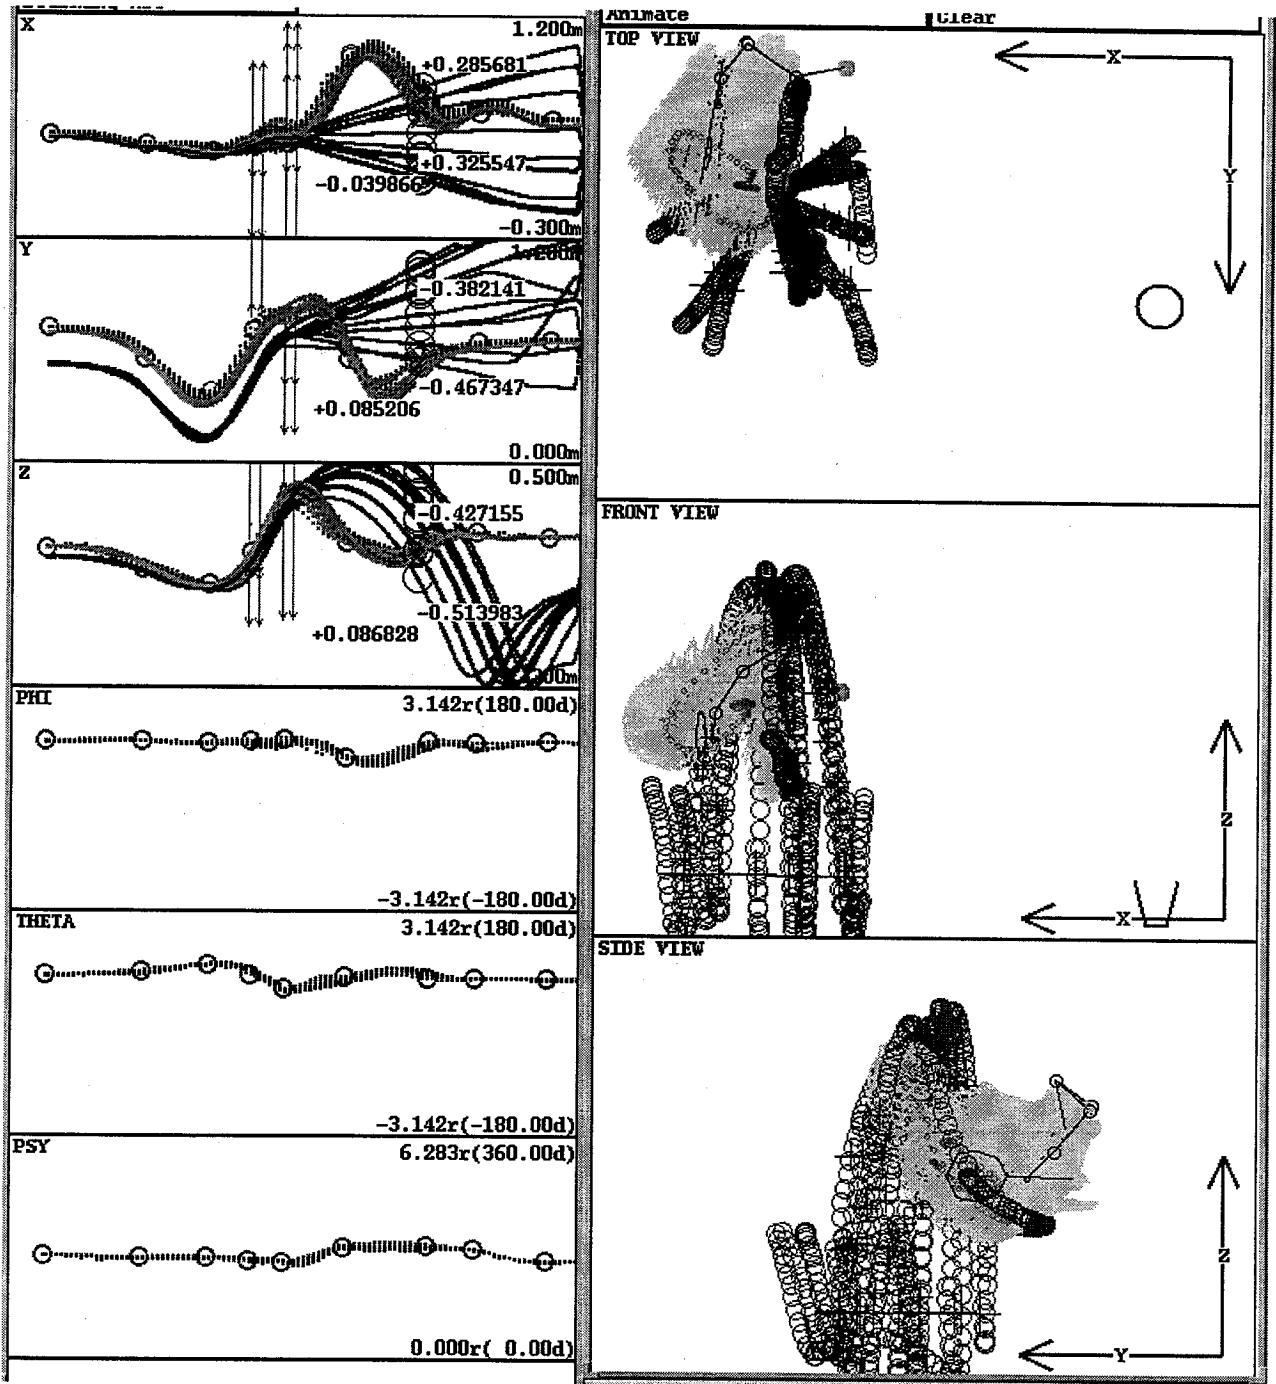 Animate
Clear
X
1.200m
+0.285681
+0.325547
-0.039866
-0.300m
Y
-0.382141
-0.467347
+0.085206
0.000m
Z
0.500m
-0.427155
-0.513983
+0.086828
PHI
3.142r(180.00d)
-3.142r(-180.00d)
THETA
3.142r(180.00d)
-3.142r(-180.00d)
PSY
6.283r(360.00d)
0.000r( 0.00d)
TOP VIEW
X
Y
FRONT VIEW
Z
X
SIDE VIEW
Z
Y